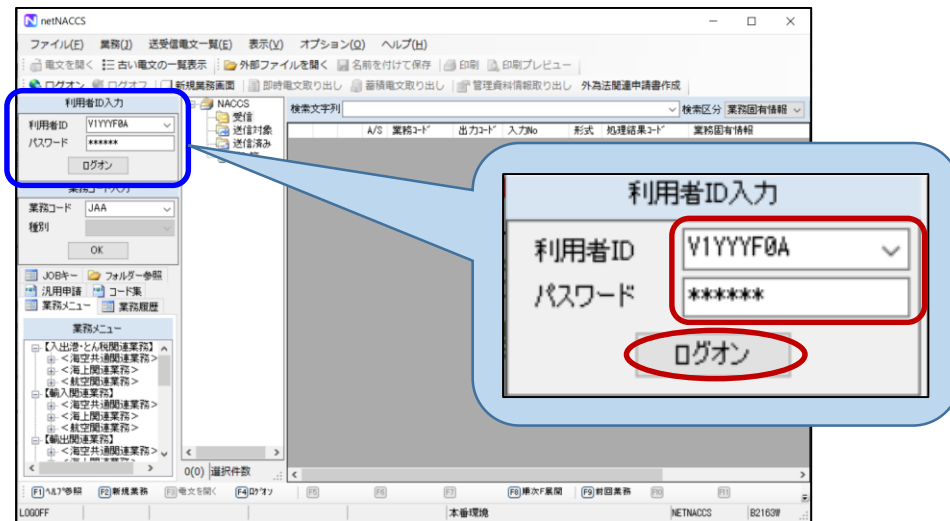 netNACCS
ファイル(F) 業務(J) 送受信電文一覧(E) 表示(V) オプション(O) ヘルプ(H)
電文を開く 古い電文の一覧表示 外部ファイルを開く 名前を付けて保存 印刷 印刷プレビュー
ログオン ログオフ 新規業務画面 即時電文取り出し 蓄積電文取り出し 管理資料情報取り出し 外為法関連申請書作成
利用者ID入力
利用者ID V1YYYF0A
パスワード ******
ログオン
業務コード入力
業務コード JAA
種別
OK
JOBキー フォルダー参照
汎用申請 コード集
業務メニュー 業務履歴
業務メニュー
【入出港・とん税関連業務】
<海空共通関連業務>
<海上関連業務>
<航空関連業務>
【輸入関連業務】
<海空共通関連業務>
<海上関連業務>
<航空関連業務>
【輸出関連業務】
<海空共通関連業務>
NACCS
受信
送信対象
送信済み
0(0) 選択件数
検索文字列 検索区分 業務固有情報
A/S 業務コード 出力コード 入力No 形式 処理結果コード 業務固有情報
利用者ID入力
利用者ID V1YYYF0A
パスワード ******
ログオン
F1 ヘルプ参照 F2 新規業務 F3 電文を開く F4 ログオフ F5 F6 F7 F8 順次F展開 F9 前回業務 F10 F11
LOGOFF 本番環境 NETNACCS B2163W